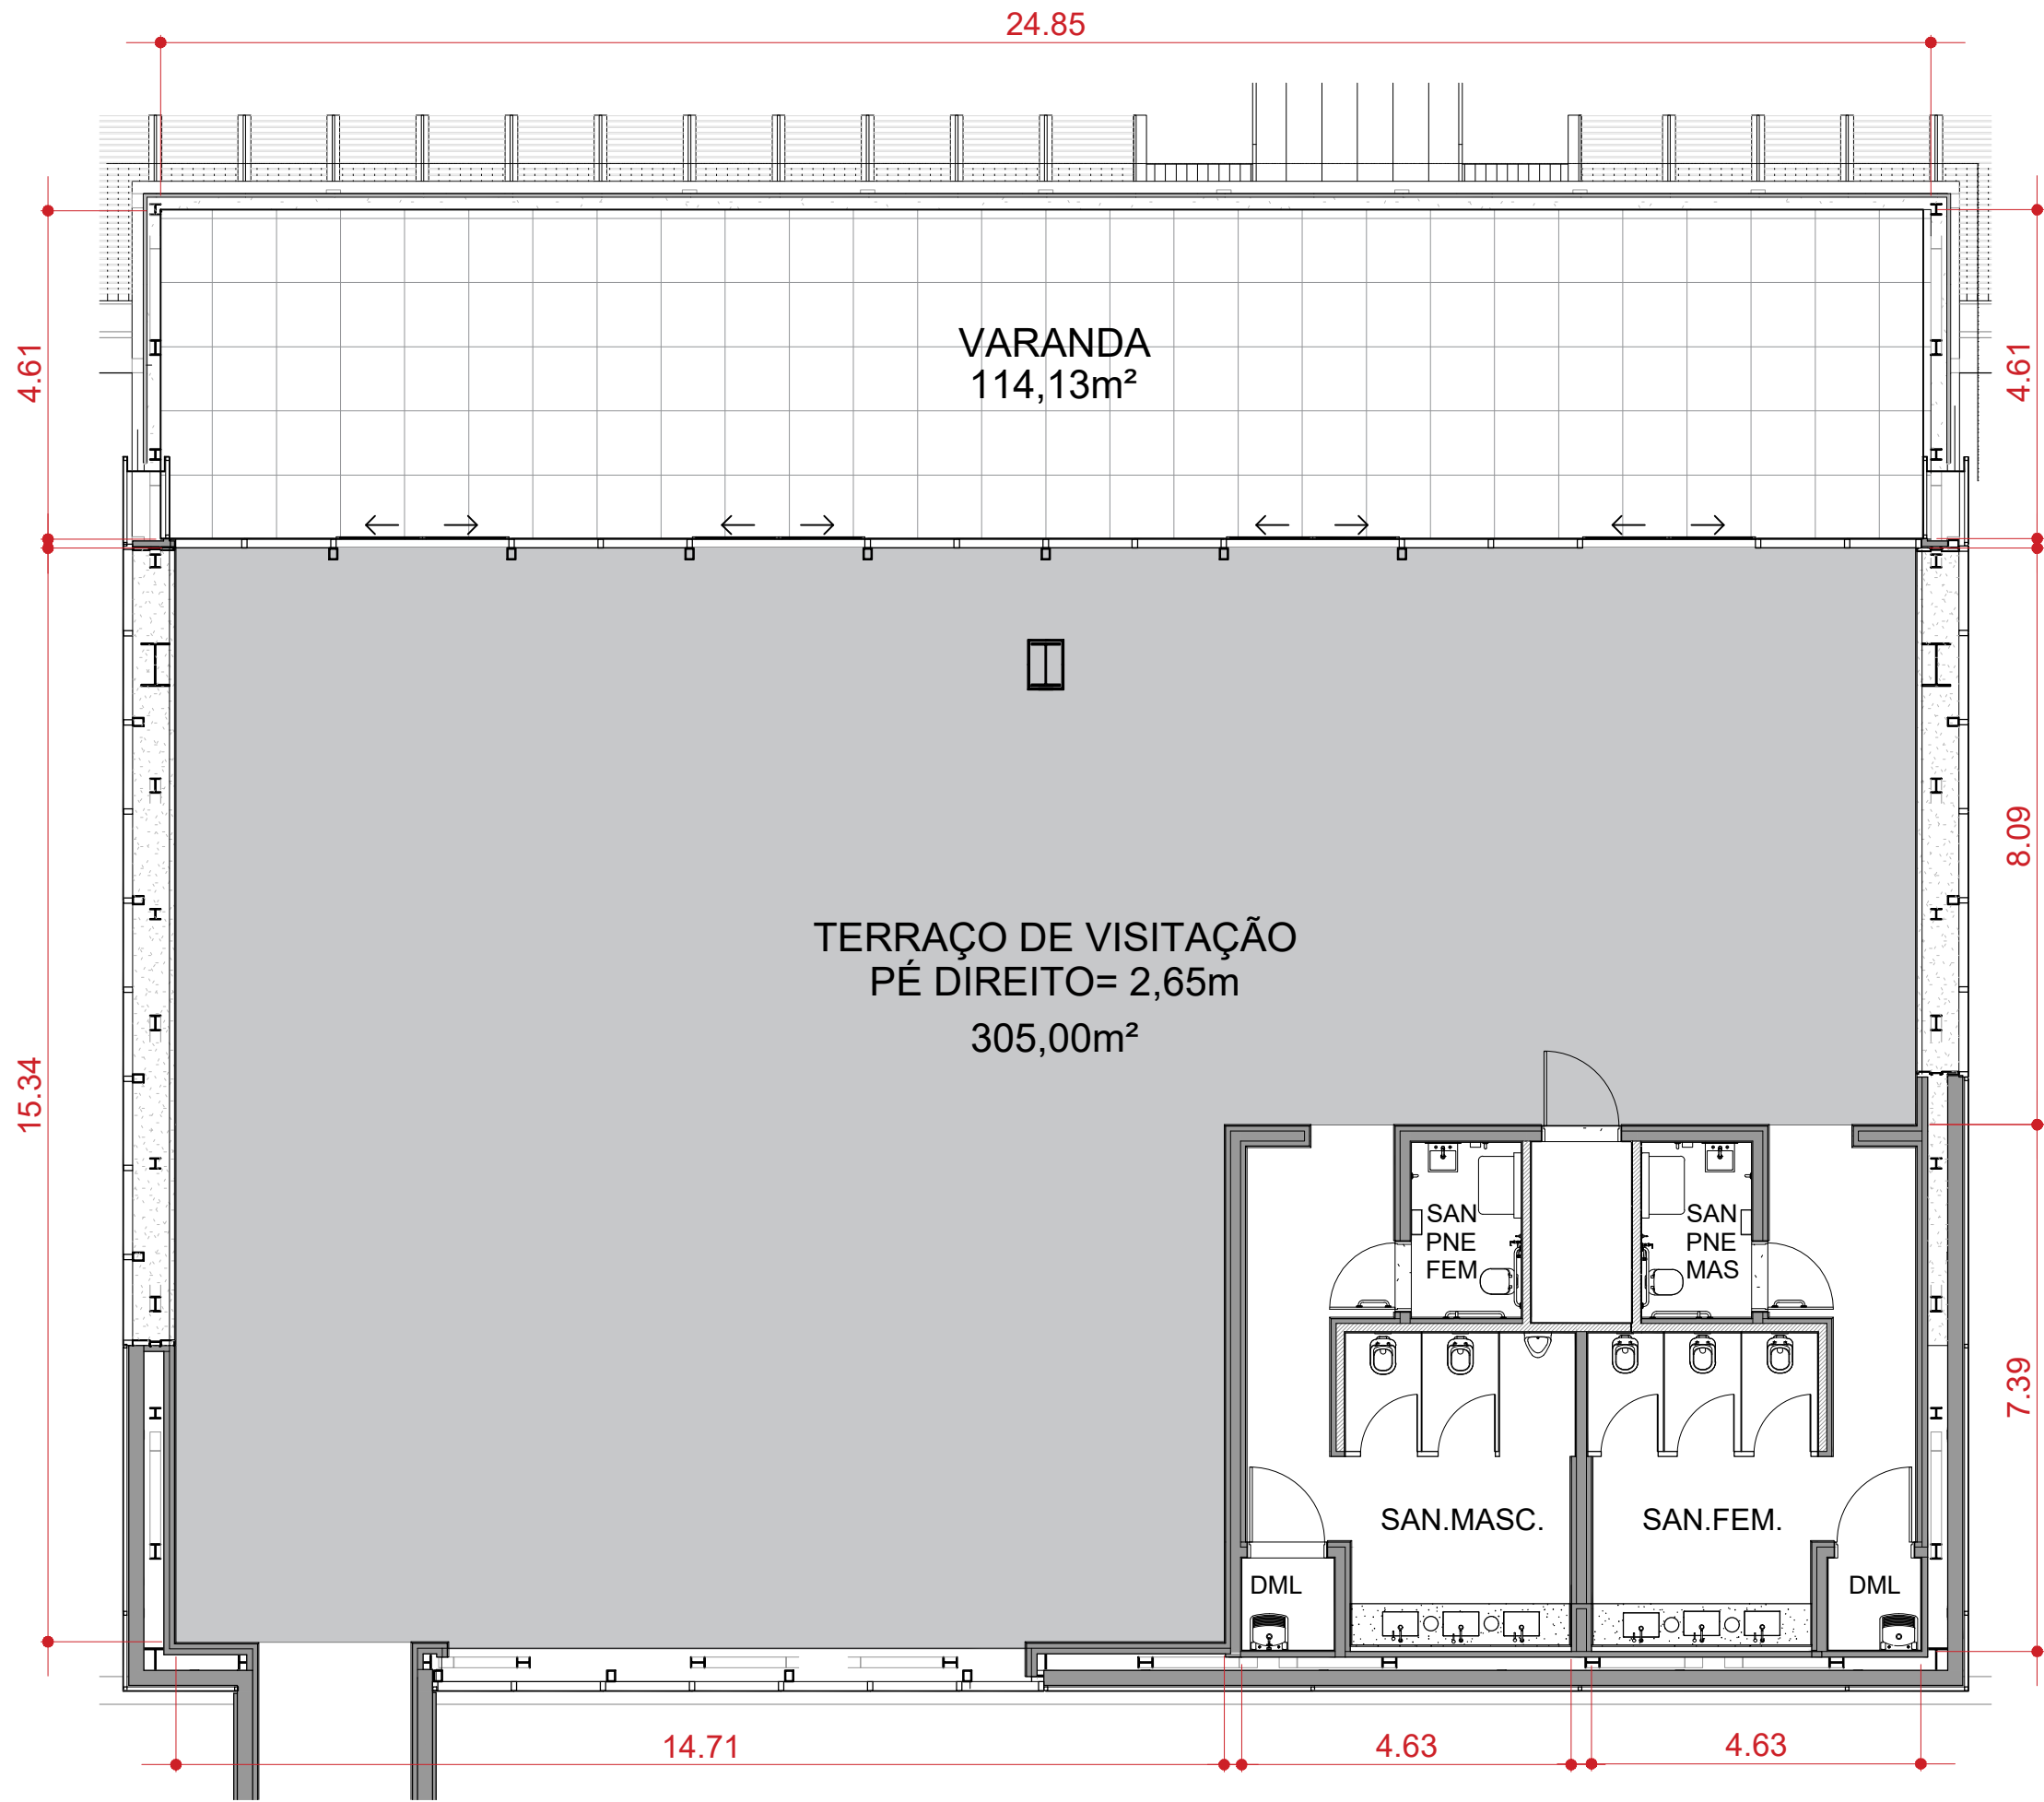 24.85
VARANDA
114,13m²
4.61
4.61
8.09
TERRAÇO DE VISITAÇÃO
PÉ DIREITO= 2,65m
305,00m²
15.34
SAN
PNE
FEM
SAN
PNE
MAS
7.39
SAN.MASC.
SAN.FEM.
DML
DML
14.71
4.63
4.63